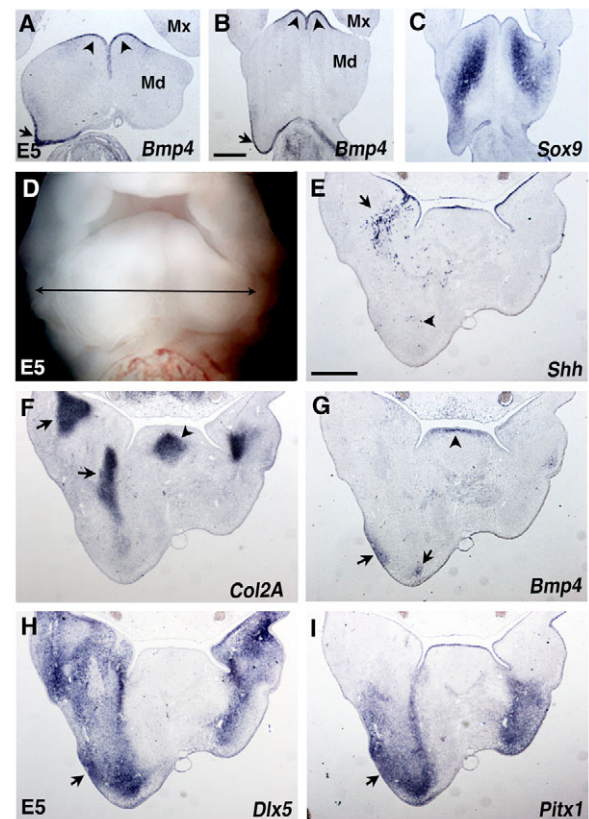 A
Mx
Md
E5
Bmp4
B
Mx
Md
Bmp4
C
Sox9
D
E5
E
Shh
F
Col2A
G
Bmp4
H
E5
Dlx5
I
Pitx1